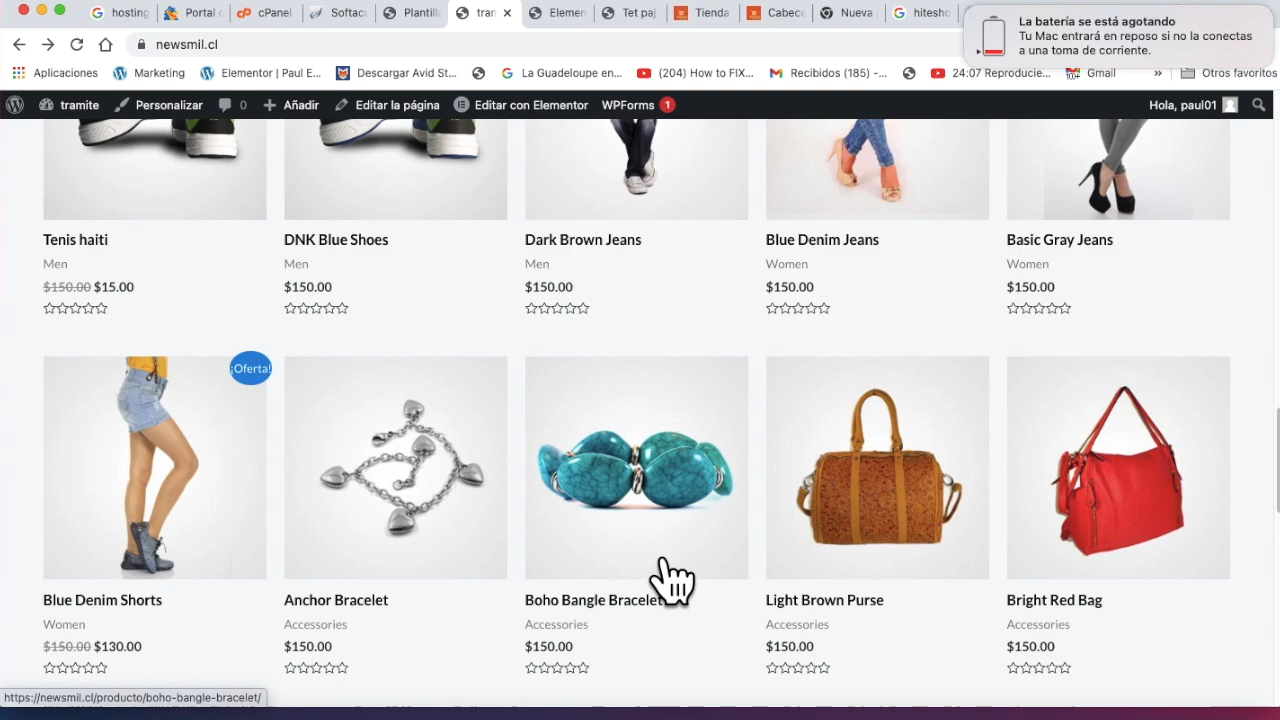 hosting
Portal
cPanel
Softac
Plantill
tram
Elemen
Tet paj
Tienda
Cabece
Nueva
hitesho
La batería se está agotando
Tu Mac entrará en reposo si no la conectas
a una toma de corriente.
newsmil.cl
Aplicaciones
Marketing
Elementor | Paul E...
Descargar Avid St...
La Guadeloupe en...
(204) How to FIX...
Recibidos (185) -...
24:07 Reproducie...
Gmail
»
Otros favoritos
tramite
Personalizar
0
Añadir
Editar la página
Editar con Elementor
WPForms 1
Hola, paul01
Tenis haiti
DNK Blue Shoes
Dark Brown Jeans
Blue Denim Jeans
Basic Gray Jeans
Men
Men
Men
Women
Women
$150.00 $15.00
$150.00
$150.00
$150.00
$150.00
¡Oferta!
Blue Denim Shorts
Anchor Bracelet
Boho Bangle Bracelet
Light Brown Purse
Bright Red Bag
Women
Accessories
Accessories
Accessories
Accessories
$150.00 $130.00
$150.00
$150.00
$150.00
$150.00
https://newsmil.cl/producto/boho-bangle-bracelet/